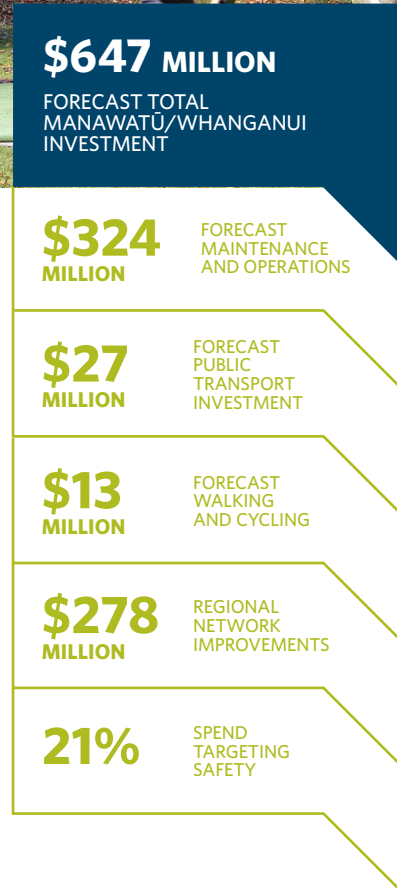 $647 MILLION
FORECAST TOTAL
MANAWATŪ/WHANGANUI
INVESTMENT
$324
MILLION
FORECAST
MAINTENANCE
AND OPERATIONS
$27
MILLION
FORECAST
PUBLIC
TRANSPORT
INVESTMENT
$13
MILLION
FORECAST
WALKING
AND CYCLING
$278
MILLION
REGIONAL
NETWORK
IMPROVEMENTS
21%
SPEND
TARGETING
SAFETY